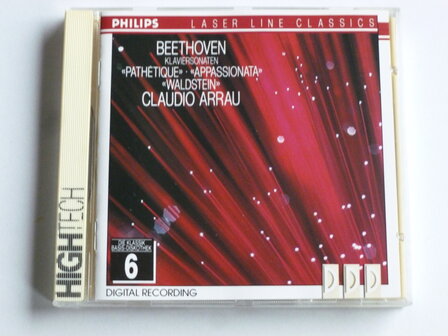 PHILIPS
LASER LINE CLASSICS
BEETHOVEN
KLAVIERSONATEN
«PATHÉTIQUE» · «APPASSIONATA»
«WALDSTEIN»
CLAUDIO ARRAU
HIGH TECH
DIE KLASSIK
BASIS-DISKOTHEK
6
DIGITAL RECORDING
D D D